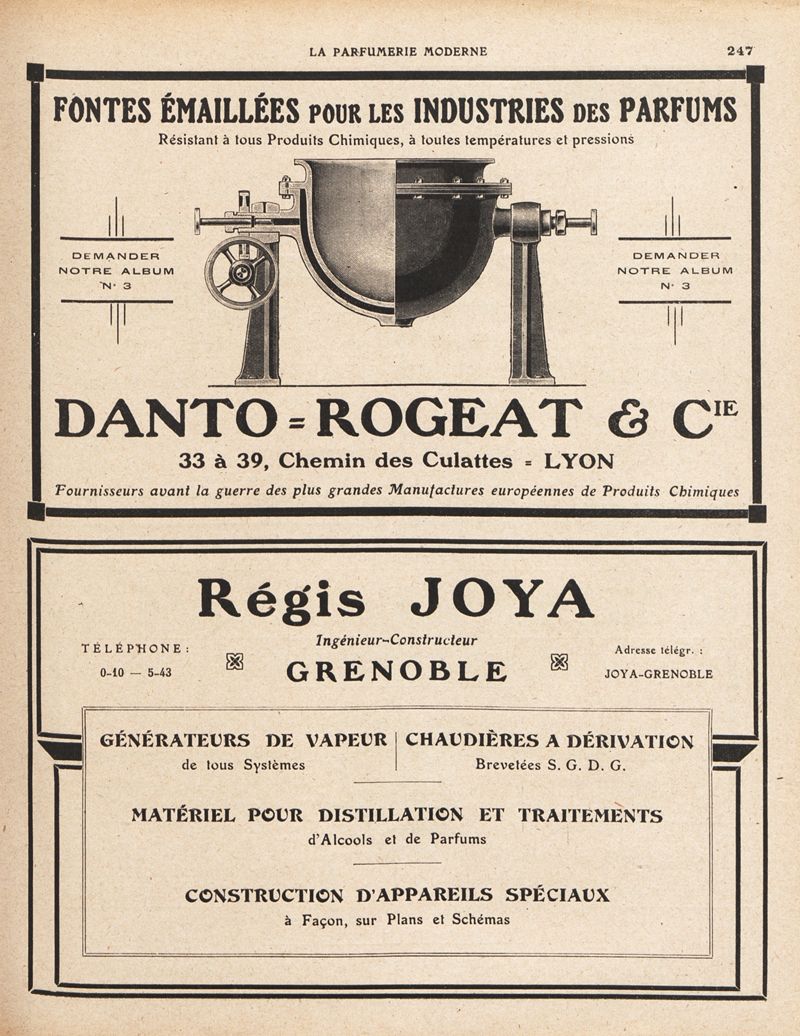 LA PARFUMERIE MODERNE
247
FONTES ÉMAILLÉES POUR LES INDUSTRIES DES PARFUMS
Résistant à tous Produits Chimiques, à toutes températures et pressions
DEMANDER
NOTRE ALBUM
N· 3
DEMANDER
NOTRE ALBUM
N· 3
DANTO=ROGEAT & CIE
33 à 39, Chemin des Culattes = LYON
Fournisseurs avant la guerre des plus grandes Manufactures européennes de Produits Chimiques
Régis JOYA
Ingénieur-Constructeur
GRENOBLE
TÉLÉPHONE:
0-10 — 5-43
Adresse télégr. :
JOYA-GRENOBLE
GÉNÉRATEURS DE VAPEUR
de tous Systèmes
CHAUDIÈRES A DÉRIVATION
Brevetées S. G. D. G.
MATÉRIEL POUR DISTILLATION ET TRAITEMENTS
d'Alcools et de Parfums
CONSTRUCTION D'APPAREILS SPÉCIAUX
à Façon, sur Plans et Schémas